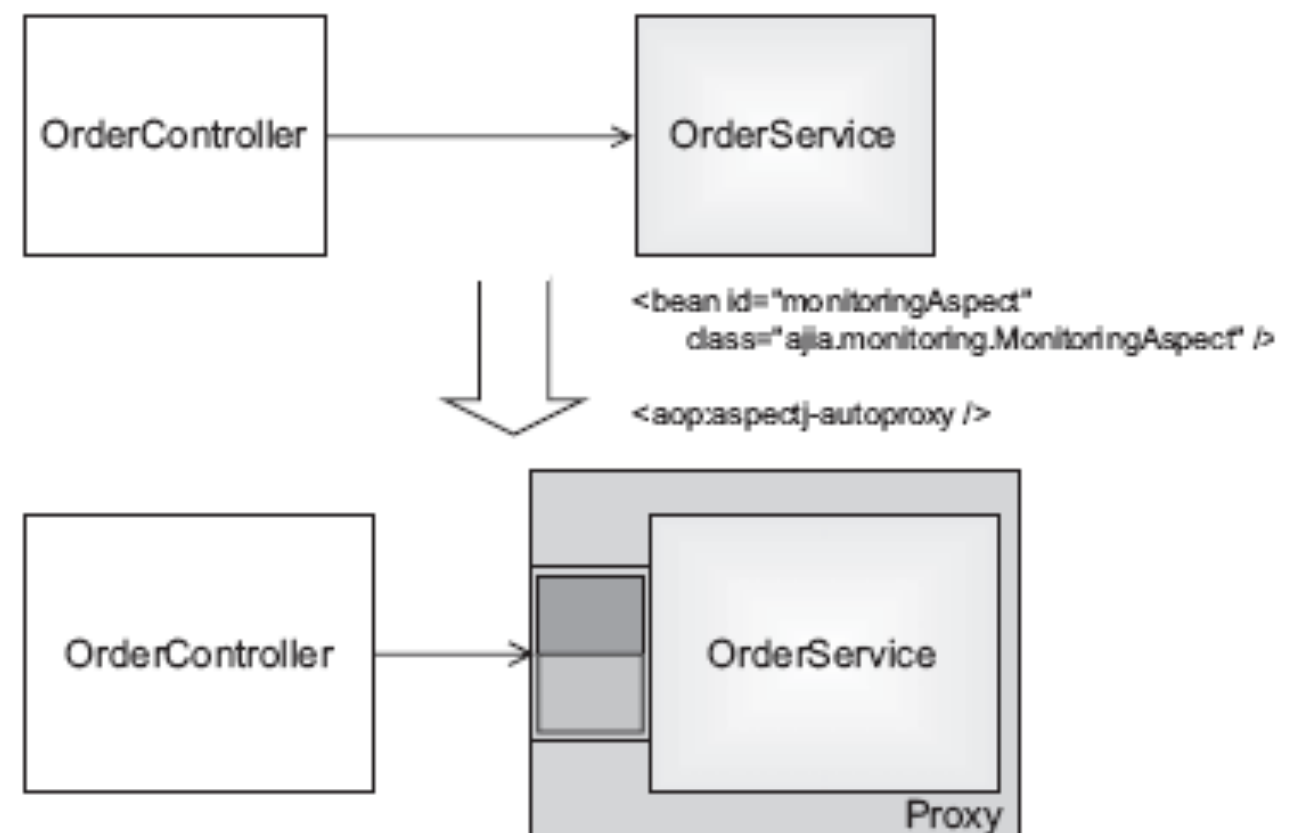 OrderController
OrderService
<bean id="monitoringAspect"
class="ajia.monitoring.MonitoringAspect" />
<aop:aspectj-autoproxy />
OrderController
OrderService
Proxy